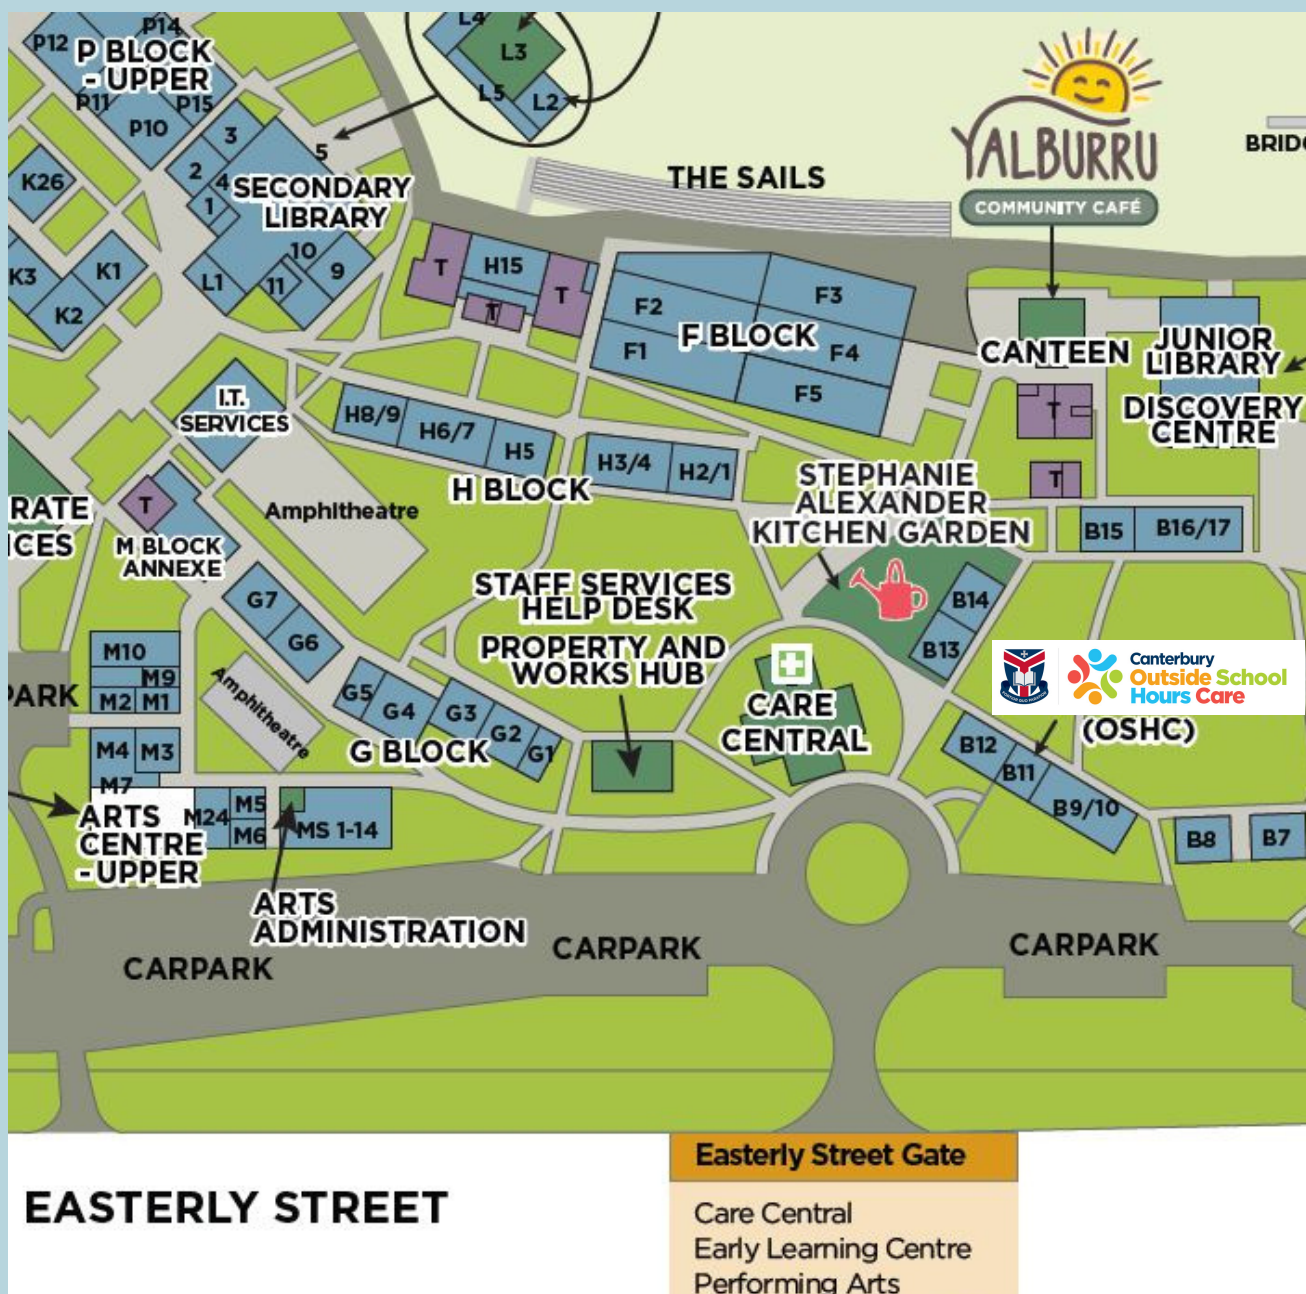 L4
P14
P12
P BLOCK
- UPPER
L3
P11
P15
L5
L2
P10
3
YALBURRU
COMMUNITY CAFÉ
5
2
4
K26
SECONDARY
LIBRARY
1
THE SAILS
10
9
11
L1
K3
K1
K2
T
H15
T
T
F2
F3
F BLOCK
F1
F4
F5
CANTEEN
JUNIOR
LIBRARY
DISCOVERY
CENTRE
T
T
I.T.
SERVICES
H8/9
H6/7
H5
H3/4
H2/1
H BLOCK
STEPHANIE
ALEXANDER
KITCHEN GARDEN
B15
B16/17
T
Amphitheatre
M BLOCK
ANNEXE
STAFF SERVICES
HELP DESK
PROPERTY AND
WORKS HUB
G7
G6
B14
B13
Canterbury
Outside School
Hours Care
(OSHC)
M10
M9
M2
M1
PARK
Amphitheatre
G5
G4
G3
G2
G1
G BLOCK
CARE
CENTRAL
B12
B11
B9/10
B8
B7
M4
M3
M7
M24
M5
M6
MS 1-14
ARTS
CENTRE
- UPPER
ARTS
ADMINISTRATION
CARPARK
CARPARK
CARPARK
EASTERLY STREET
Easterly Street Gate
Care Central
Early Learning Centre
Performing Arts